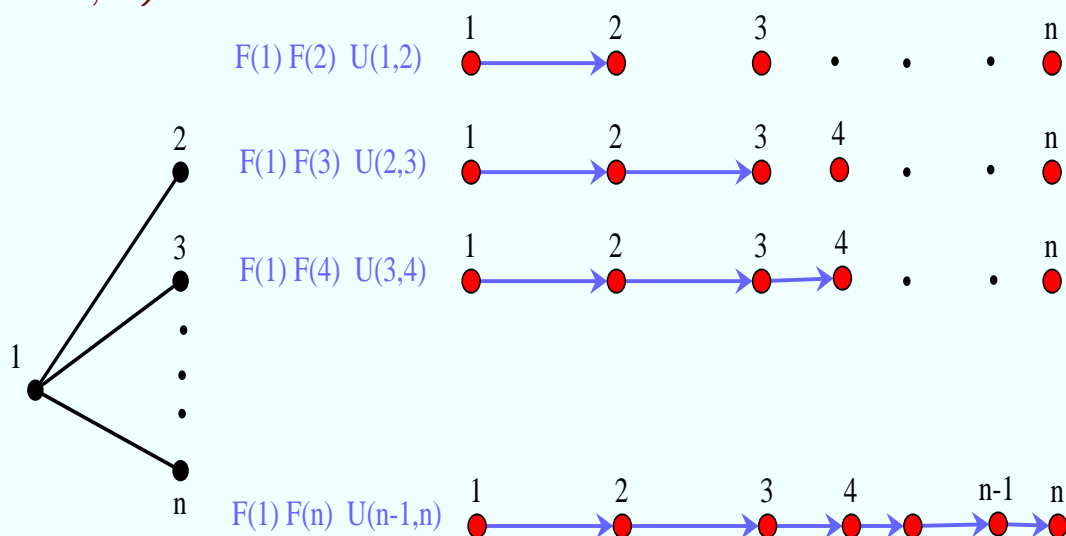 1 2 3 n
F(1) F(2) U(1,2)
1 2 3 4 n
F(1) F(3) U(2,3)
1 2 3 4 n
F(1) F(4) U(3,4)
2
3
1
n
1 2 3 4 n-1 n
F(1) F(n) U(n-1,n)